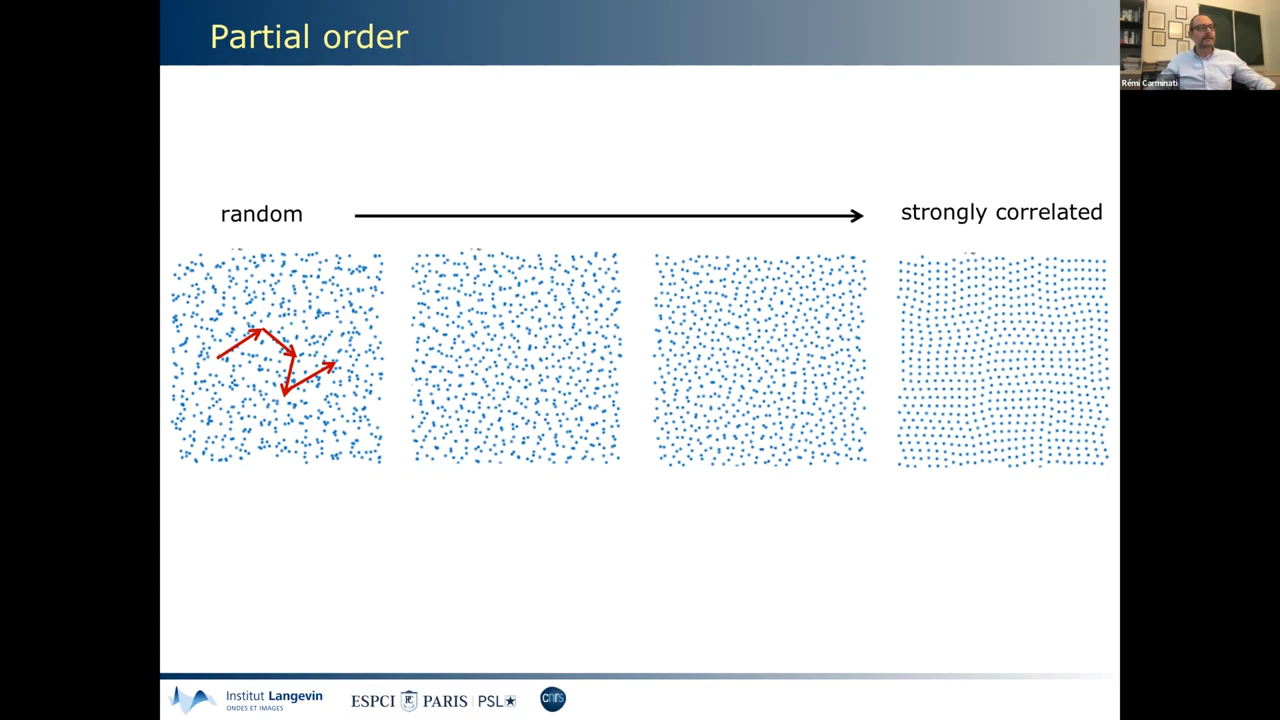 Partial order
Rémi Carminati
random
strongly correlated
Institut Langevin
ONDES ET IMAGES
ESPCI PARIS PSL
cnrs